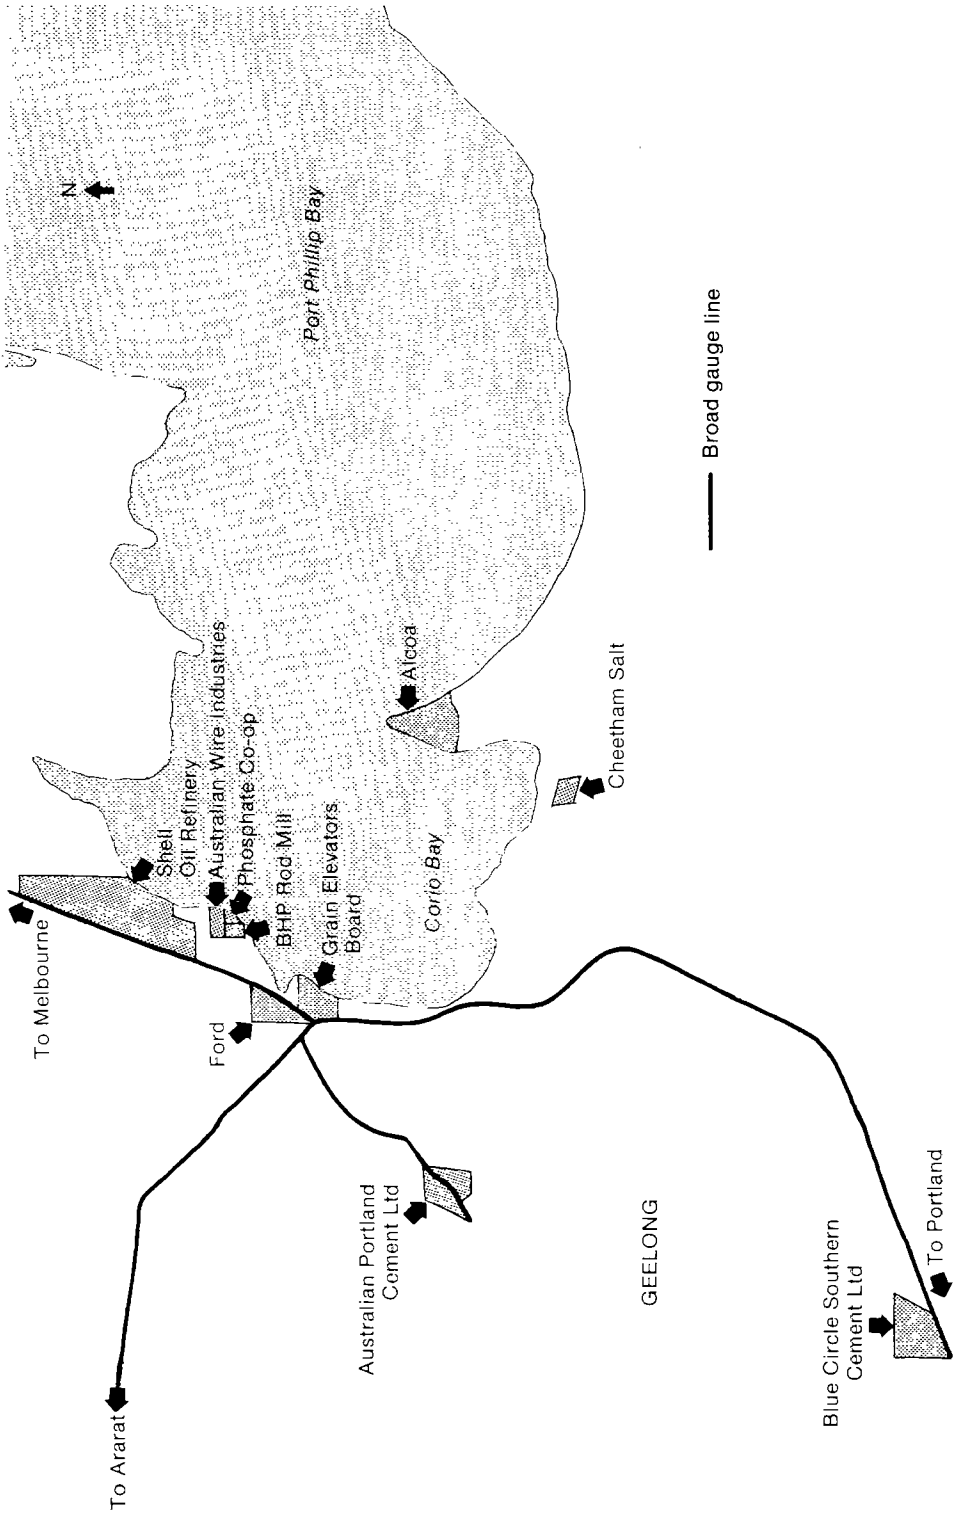 N
Port Phillip Bay
To Melbourne
Shell
Oil Refinery
Australian Wire Industries
Phosphate Co-op
BHP Rod Mill
Grain Elevators
Board
Ford
Corio Bay
Alcoa
Cheetham Salt
To Ararat
Australian Portland
Cement Ltd
GEELONG
Blue Circle Southern
Cement Ltd
To Portland
Broad gauge line